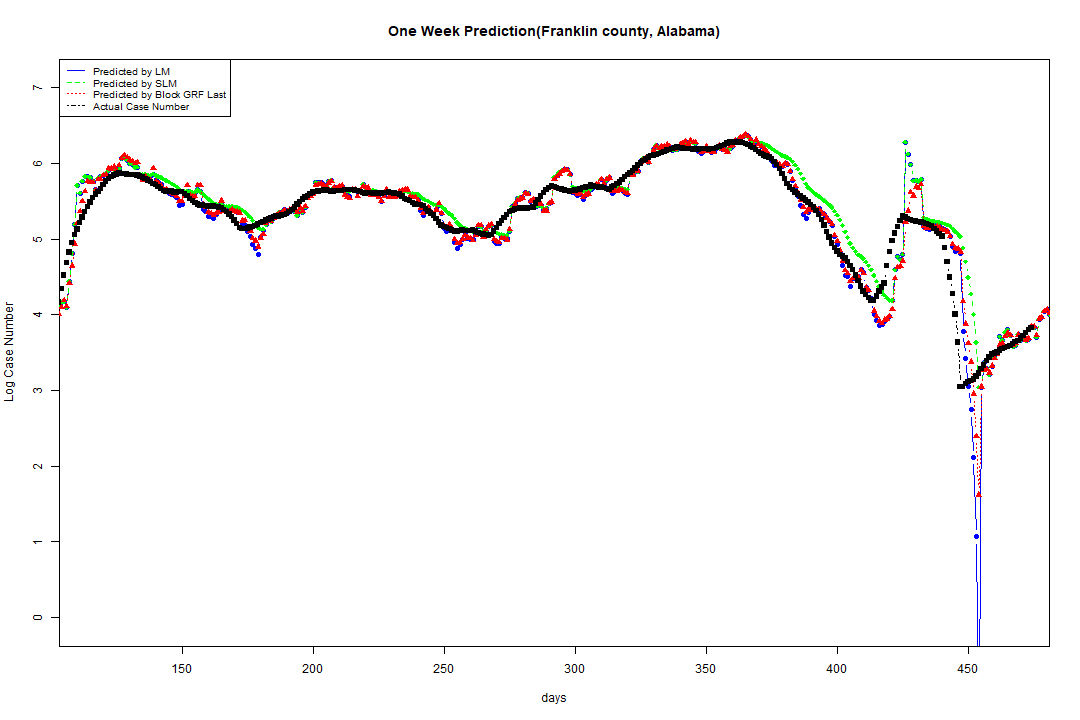 One Week Prediction(Franklin county, Alabama)
Predicted by LM
Predicted by SLM
Predicted by Block GRF Last
Actual Case Number
Log Case Number
7
6
5
4
3
2
1
0
150 200 250 300 350 400 450
days